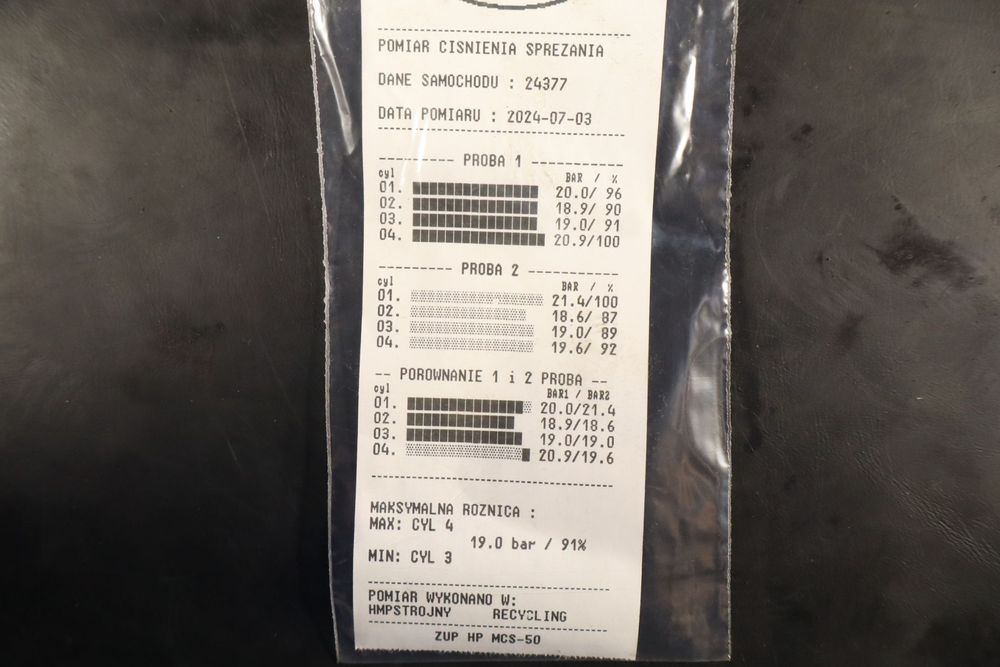 POMIAR CISNIENIA SPREZANIA
DANE SAMOCHODU : 24377
DATA POMIARU : 2024-07-03
PROBA 1
cyl BAR / %
01. 20.0/ 96
02. 18.9/ 90
03. 19.0/ 91
04. 20.9/100
PROBA 2
cyl BAR / %
01. 21.4/100
02. 18.6/ 87
03. 19.0/ 89
04. 19.6/ 92
-- POROWNANIE 1 i 2 PROBA --
cyl BAR1 / BAR2
01. 20.0/21.4
02. 18.9/18.6
03. 19.0/19.0
04. 20.9/19.6
MAKSYMALNA ROZNICA :
MAX: CYL 4
19.0 bar / 91%
MIN: CYL 3
POMIAR WYKONANO W:
HMPSTROJNY RECYCLING
ZUP HP MCS-50